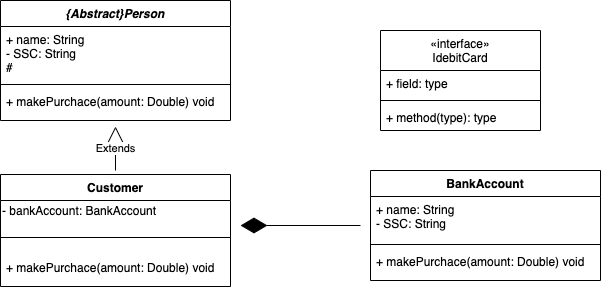 {Abstract}Person
+ name: String
- SSC: String
#
+ makePurchace(amount: Double) void
Extends
Customer
- bankAccount: BankAccount
+ makePurchace(amount: Double) void
«interface»
IdebitCard
+ field: type
+ method(type): type
BankAccount
+ name: String
- SSC: String
+ makePurchace(amount: Double) void